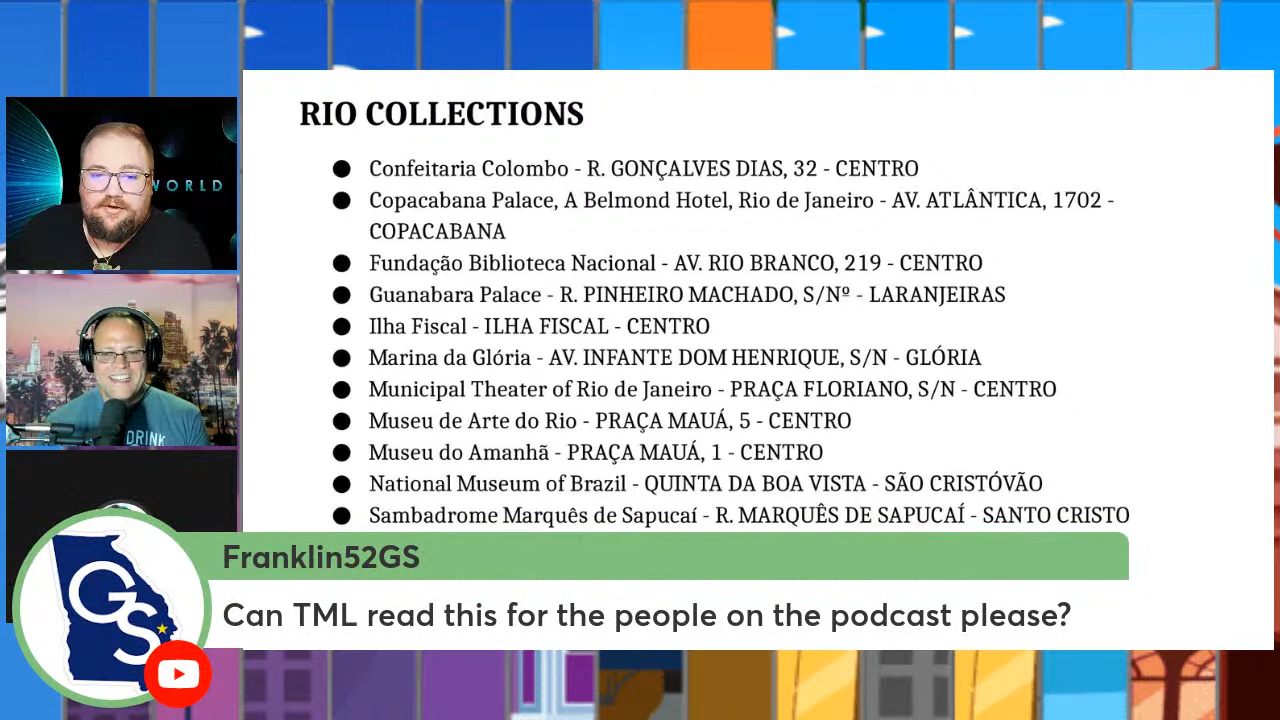 RIO COLLECTIONS
● Confeitaria Colombo - R. GONÇALVES DIAS, 32 - CENTRO
● Copacabana Palace, A Belmond Hotel, Rio de Janeiro - AV. ATLÂNTICA, 1702 -
COPACABANA
● Fundação Biblioteca Nacional - AV. RIO BRANCO, 219 - CENTRO
● Guanabara Palace - R. PINHEIRO MACHADO, S/Nº - LARANJEIRAS
● Ilha Fiscal - ILHA FISCAL - CENTRO
● Marina da Glória - AV. INFANTE DOM HENRIQUE, S/N - GLÓRIA
● Municipal Theater of Rio de Janeiro - PRAÇA FLORIANO, S/N - CENTRO
● Museu de Arte do Rio - PRAÇA MAUÁ, 5 - CENTRO
● Museu do Amanhã - PRAÇA MAUÁ, 1 - CENTRO
● National Museum of Brazil - QUINTA DA BOA VISTA - SÃO CRISTÓVÃO
● Sambadrome Marquês de Sapucaí - R. MARQUÊS DE SAPUCAÍ - SANTO CRISTO
WORLD
DRINK
GS
Franklin52GS
Can TML read this for the people on the podcast please?